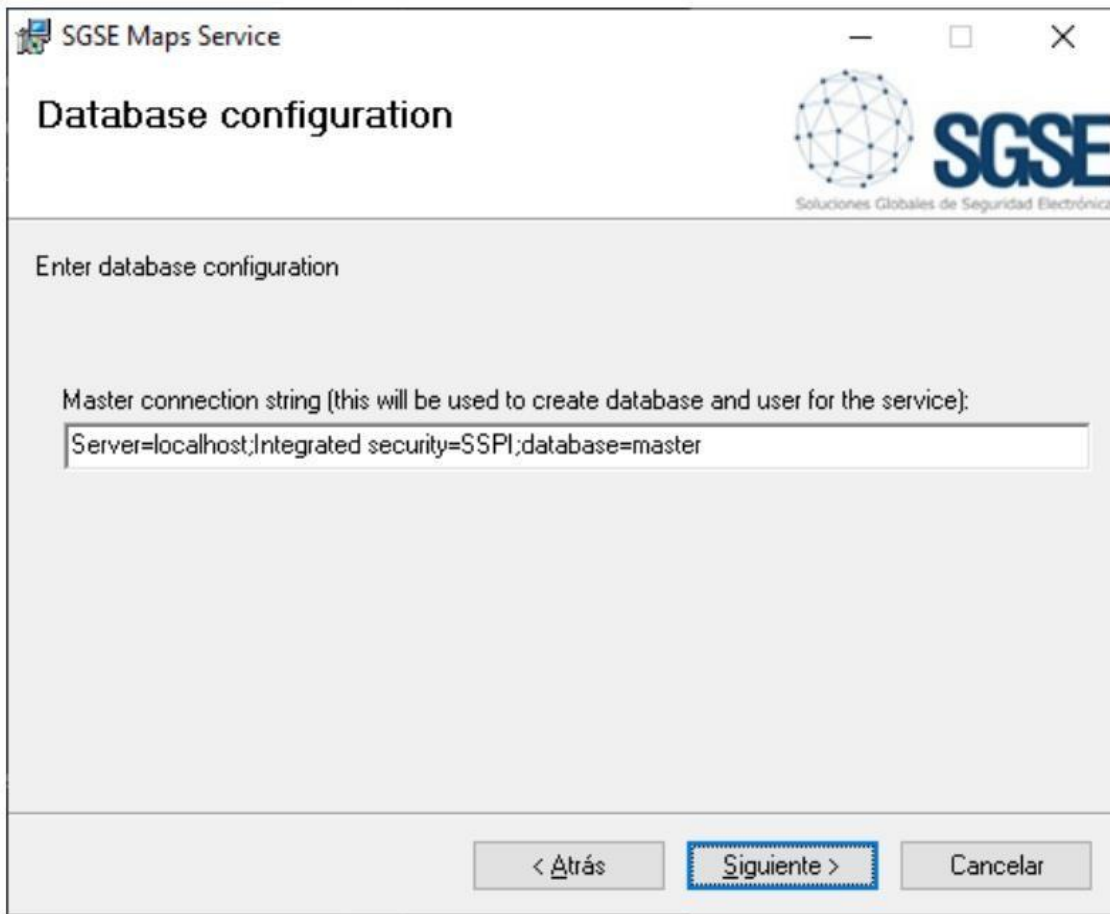 SGSE Maps Service
Database configuration
SGSE
Soluciones Globales de Seguridad Electrónica
Enter database configuration
Master connection string (this will be used to create database and user for the service):
Server=localhost;Integrated security=SSPI;database=master
< Atrás
Siguiente >
Cancelar